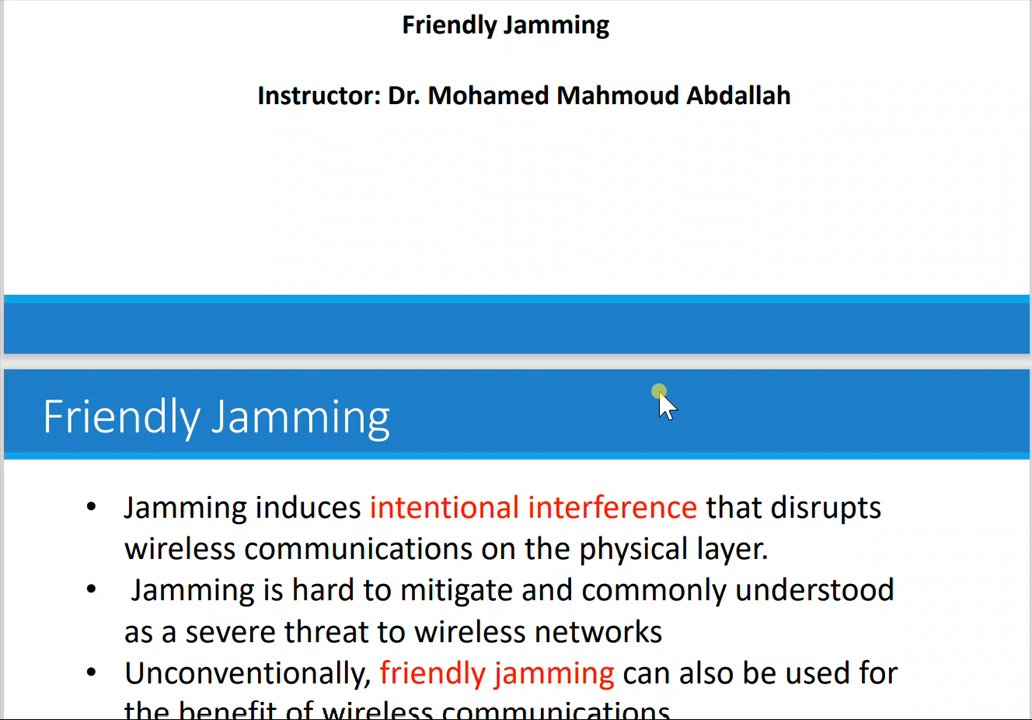 Friendly Jamming
Instructor: Dr. Mohamed Mahmoud Abdallah
Friendly Jamming
• Jamming induces intentional interference that disrupts
wireless communications on the physical layer.
• Jamming is hard to mitigate and commonly understood
as a severe threat to wireless networks
• Unconventionally, friendly jamming can also be used for
the benefit of wireless communications